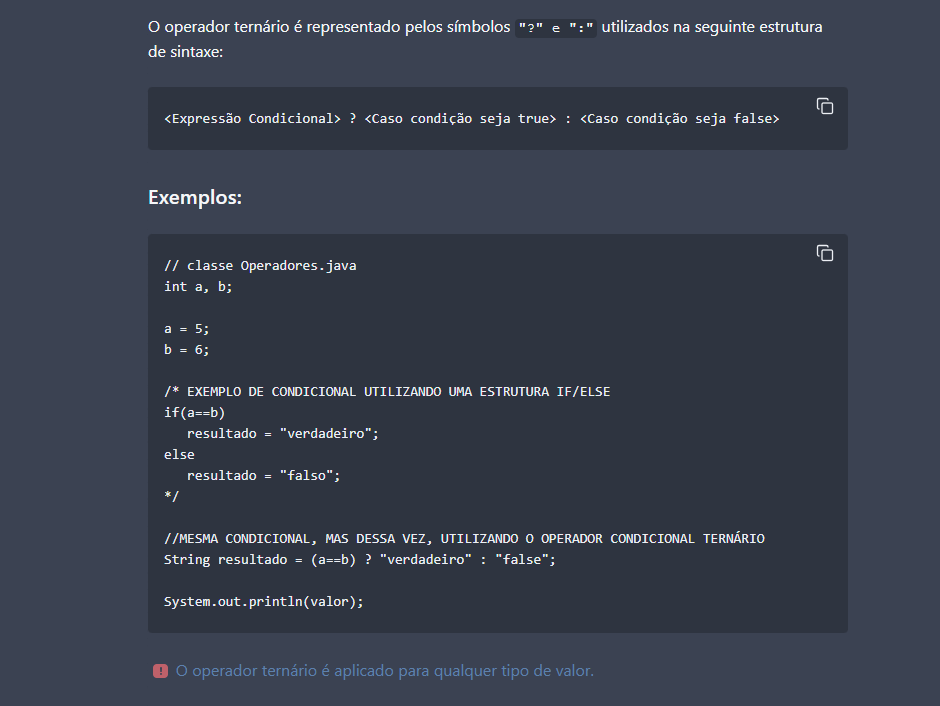 O operador ternário é representado pelos símbolos "?" e ":" utilizados na seguinte estrutura
de sintaxe:
<Expressão Condicional> ? <Caso condição seja true> : <Caso condição seja false>
Exemplos:
// classe Operadores.java
int a, b;
a = 5;
b = 6;
/* EXEMPLO DE CONDICIONAL UTILIZANDO UMA ESTRUTURA IF/ELSE
if(a==b)
   resultado = "verdadeiro";
else
   resultado = "falso";
*/
//MESMA CONDICIONAL, MAS DESSA VEZ, UTILIZANDO O OPERADOR CONDICIONAL TERNÁRIO
String resultado = (a==b) ? "verdadeiro" : "false";
System.out.println(valor);
! O operador ternário é aplicado para qualquer tipo de valor.